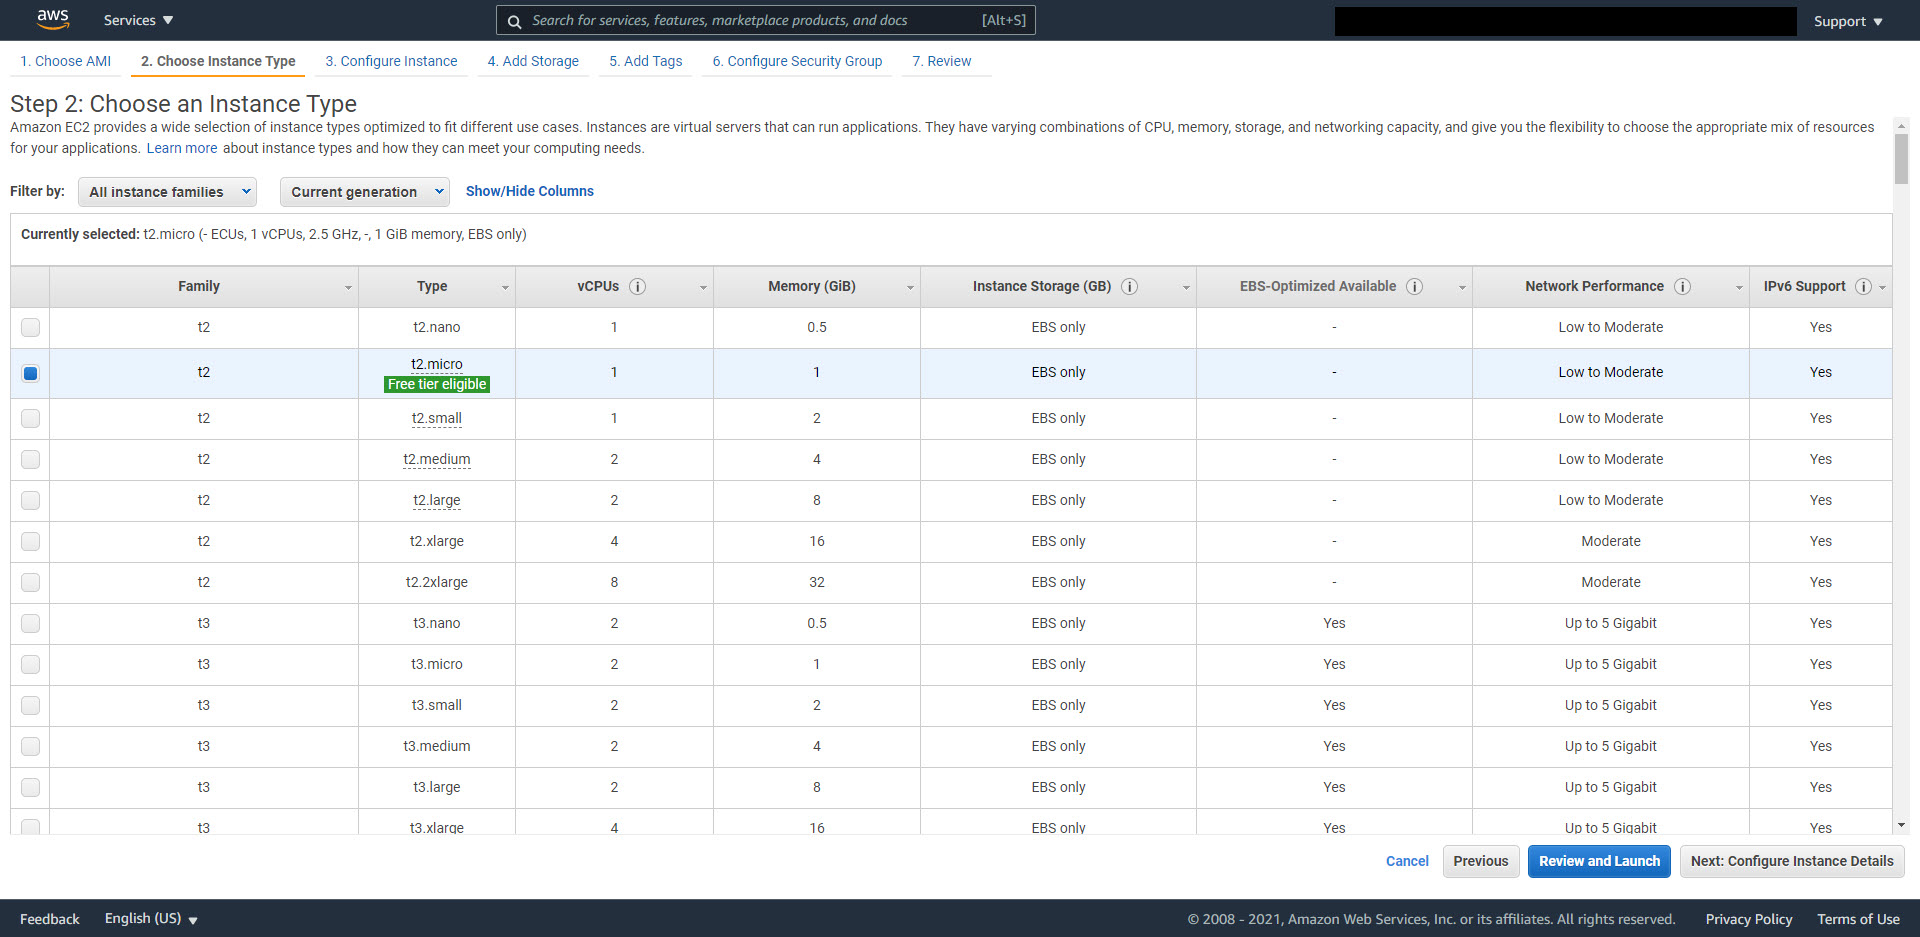 aws Services Search for services, features, marketplace products, and docs [Alt+S] Support
1. Choose AMI 2. Choose Instance Type 3. Configure Instance 4. Add Storage 5. Add Tags 6. Configure Security Group 7. Review
Step 2: Choose an Instance Type
Amazon EC2 provides a wide selection of instance types optimized to fit different use cases. Instances are virtual servers that can run applications. They have varying combinations of CPU, memory, storage, and networking capacity, and give you the flexibility to choose the appropriate mix of resources
for your applications. Learn more about instance types and how they can meet your computing needs.
Filter by: All instance families Current generation Show/Hide Columns
Currently selected: t2.micro (- ECUs, 1 vCPUs, 2.5 GHz, -, 1 GiB memory, EBS only)
Family Type vCPUs i Memory (GiB) Instance Storage (GB) i EBS-Optimized Available i Network Performance i IPv6 Support i
t2 t2.nano 1 0.5 EBS only - Low to Moderate Yes
t2 t2.micro 1 1 EBS only - Low to Moderate Yes
Free tier eligible
t2 t2.small 1 2 EBS only - Low to Moderate Yes
t2 t2.medium 2 4 EBS only - Low to Moderate Yes
t2 t2.large 2 8 EBS only - Low to Moderate Yes
t2 t2.xlarge 4 16 EBS only - Moderate Yes
t2 t2.2xlarge 8 32 EBS only - Moderate Yes
t3 t3.nano 2 0.5 EBS only Yes Up to 5 Gigabit Yes
t3 t3.micro 2 1 EBS only Yes Up to 5 Gigabit Yes
t3 t3.small 2 2 EBS only Yes Up to 5 Gigabit Yes
t3 t3.medium 2 4 EBS only Yes Up to 5 Gigabit Yes
t3 t3.large 2 8 EBS only Yes Up to 5 Gigabit Yes
t3 t3.xlarge 4 16 EBS only Yes Up to 5 Gigabit Yes
Cancel Previous Review and Launch Next: Configure Instance Details
Feedback English (US) © 2008 - 2021, Amazon Web Services, Inc. or its affiliates. All rights reserved. Privacy Policy Terms of Use